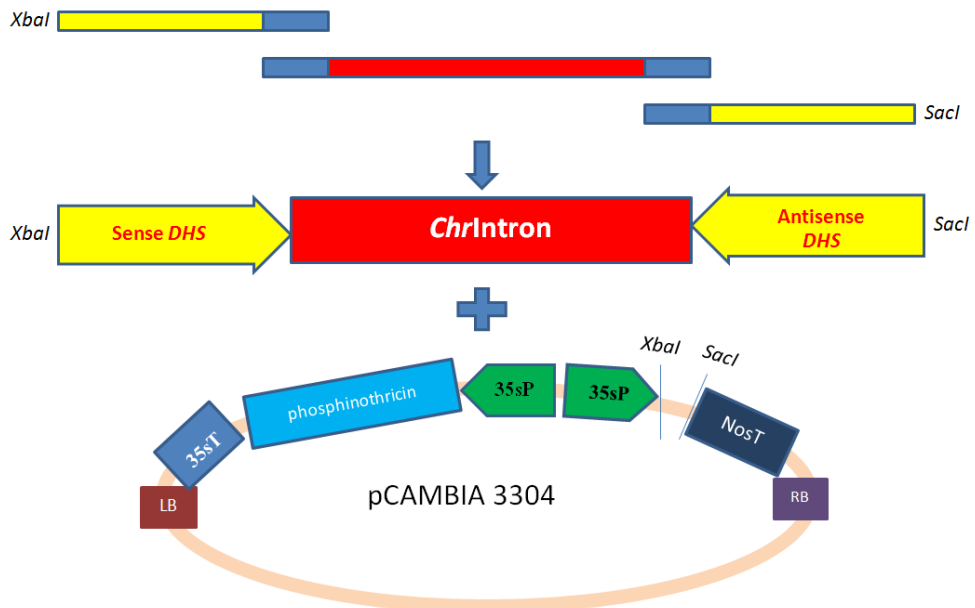 XbaI
SacI
XbaI
Sense DHS
ChrIntron
Antisense
DHS
SacI
XbaI
SacI
35sT
phosphinothricin
35sP
35sP
NosT
LB
pCAMBIA 3304
RB